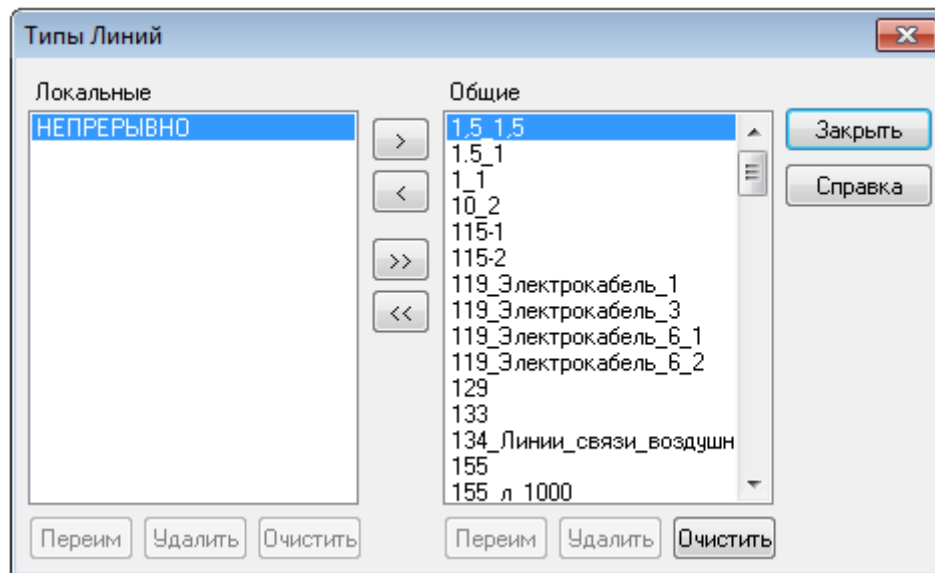 Типы Линий
Локальные
НЕПРЕРЫВНО
>
<
>>
<<
Общие
1,5_1,5
1.5_1
1_1
10_2
115-1
115-2
119_Электрокабель_1
119_Электрокабель_3
119_Электрокабель_6_1
119_Электрокабель_6_2
129
133
134_Линии_связи_воздушн
155
155_л_1000
Закрыть
Справка
Переим Удалить Очистить
Переим Удалить Очистить